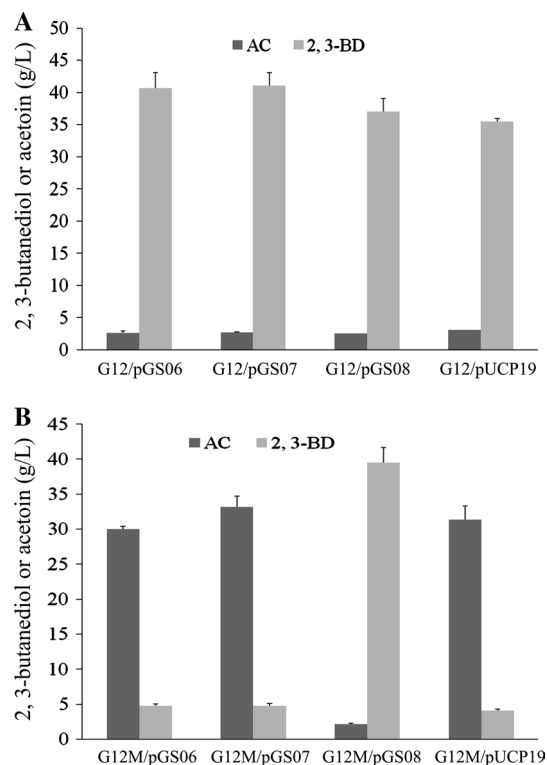 A
50
45
40
35
30
25
20
15
10
5
0
2, 3-butanediol or acetoin (g/L)
AC
2, 3-BD
G12/pGS06
G12/pGS07
G12/pGS08
G12/pUCP19
B
45
40
35
30
25
20
15
10
5
0
2, 3-butanediol or acetoin (g/L)
AC
2, 3-BD
G12M/pGS06
G12M/pGS07
G12M/pGS08
G12M/pUCP19